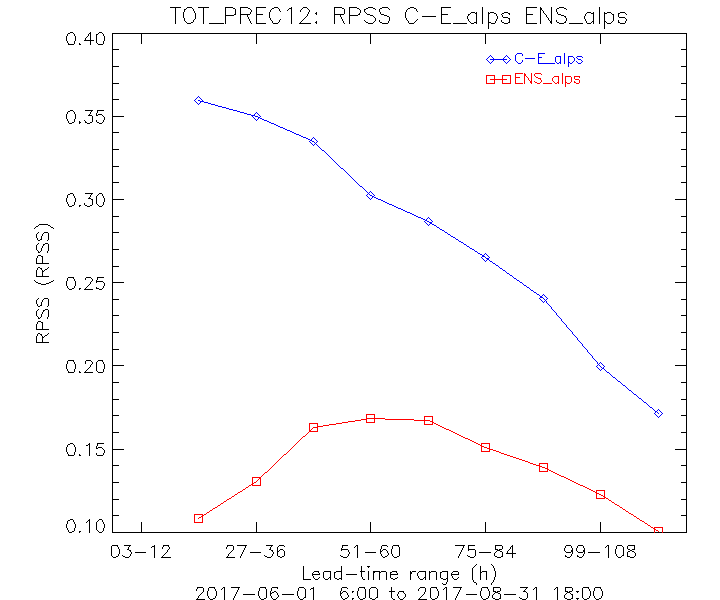 TOT_PREC12: RPSS C-E_alps ENS_alps
0.40
C-E_alps
ENS_alps
0.35
0.30
RPSS (RPSS)
0.25
0.20
0.15
0.10
03-12 27-36 51-60 75-84 99-108
Lead-time range (h)
2017-06-01  6:00 to 2017-08-31 18:00